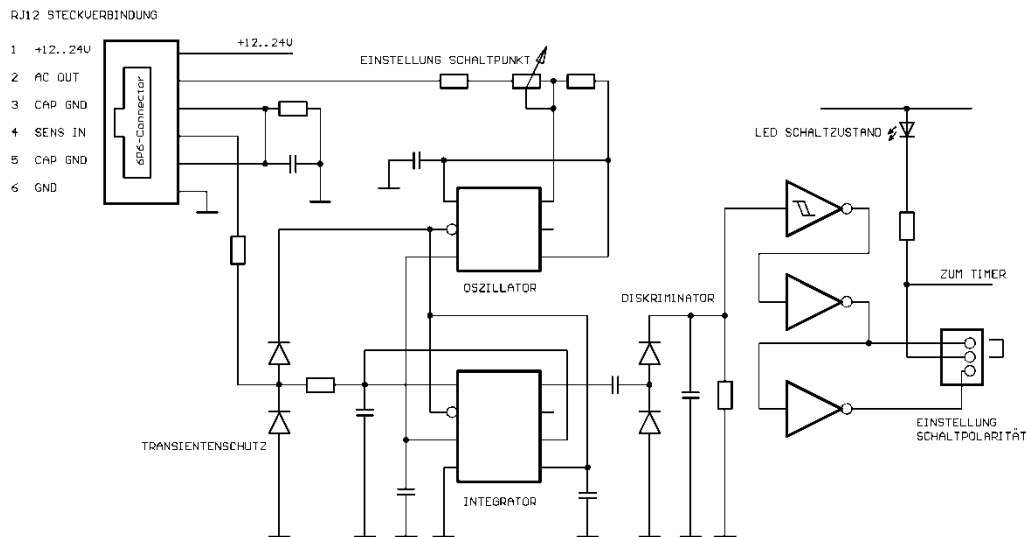 RJ12 STECKVERBINDUNG
1 +12..24V
2 AC OUT
3 CAP GND
4 SENS IN
5 CAP GND
6 GND
6P6-Connector
+12..24V
EINSTELLUNG SCHALTPUNKT
LED SCHALTZUSTAND
OSZILLATOR
DISKRIMINATOR
ZUM TIMER
TRANSIENTENSCHUTZ
INTEGRATOR
EINSTELLUNG
SCHALTPOLARITÄT